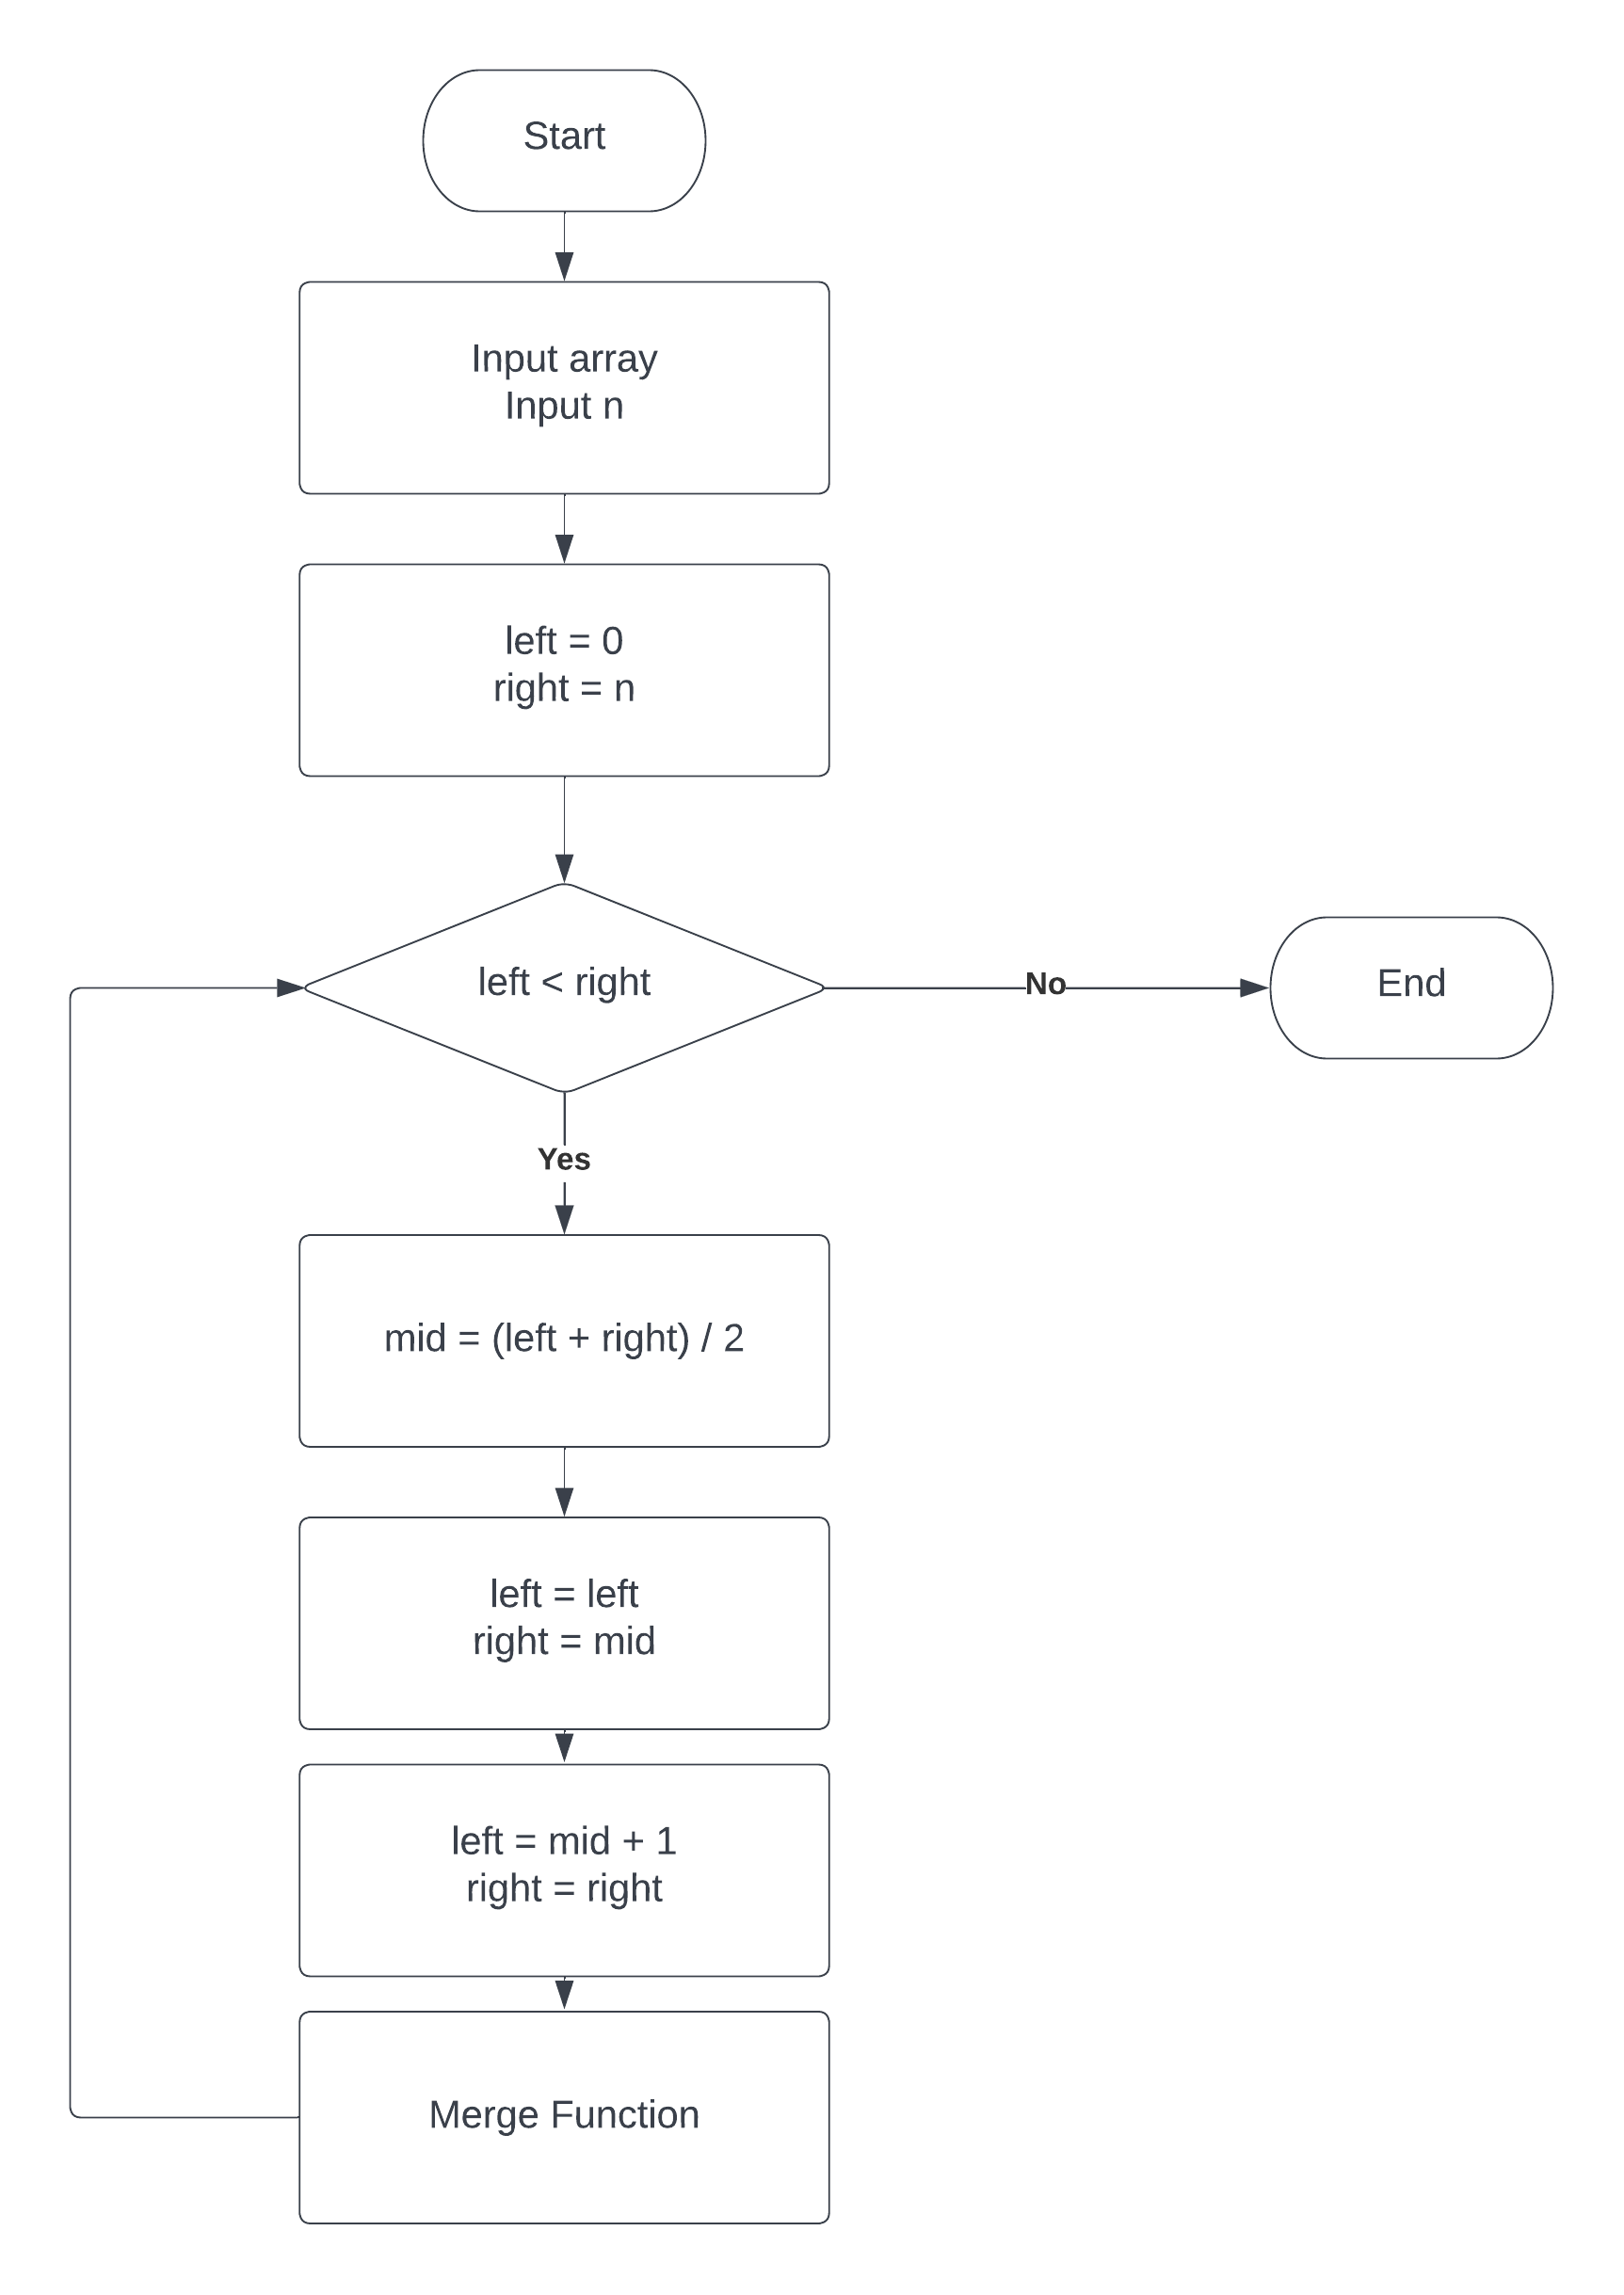 Start
Input array
Input n
left = 0
right = n
left < right
No
End
Yes
mid = (left + right) / 2
left = left
right = mid
left = mid + 1
right = right
Merge Function